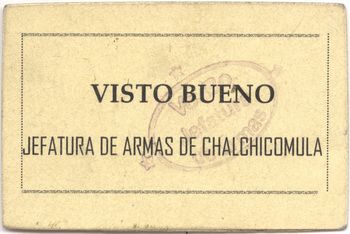 VISTO BUENO
JEFATURA DE ARMAS DE CHALCHICOMULA